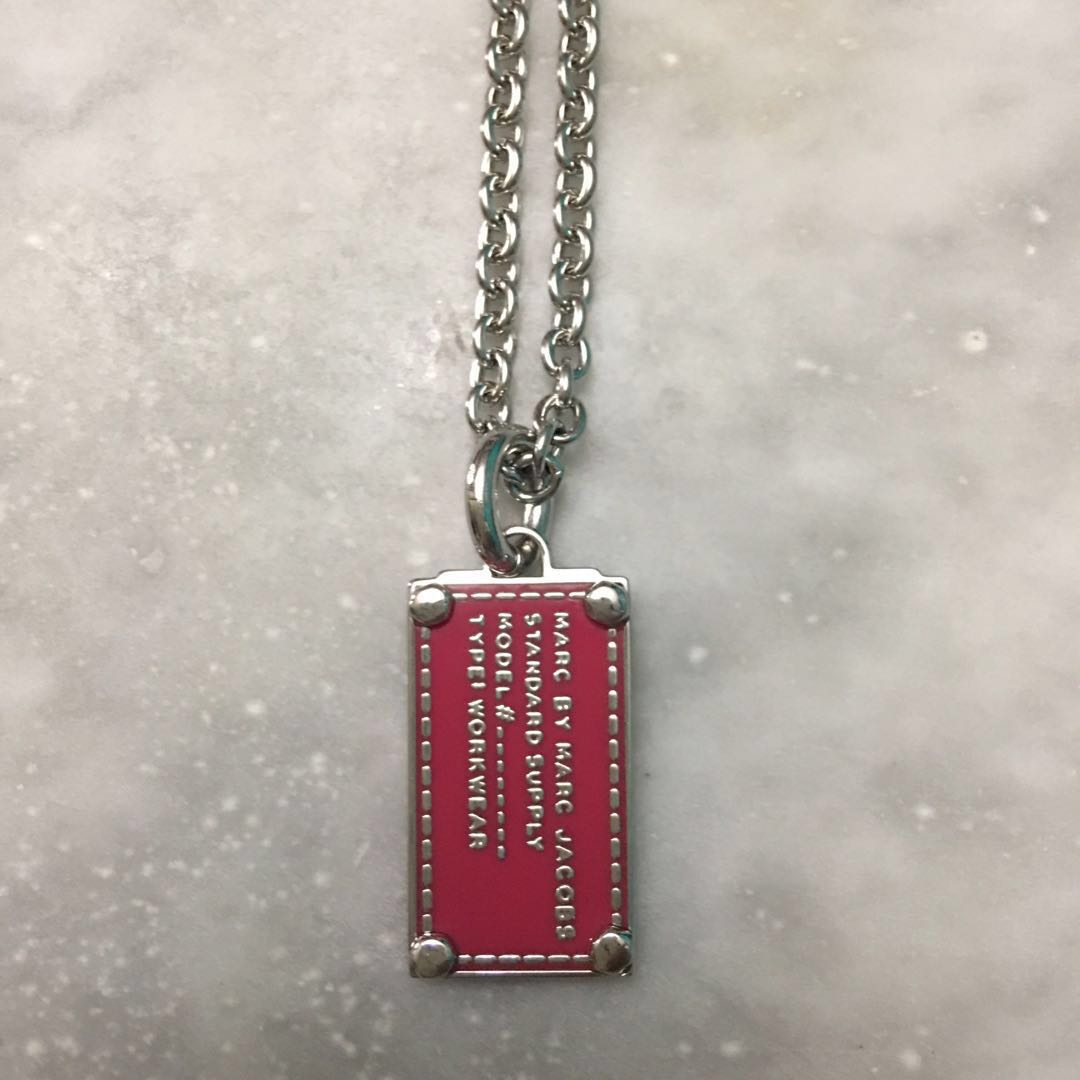 MARC BY MARC JACOBS
STANDARD SUPPLY
MODEL #--------
TYPE: WORKWEAR